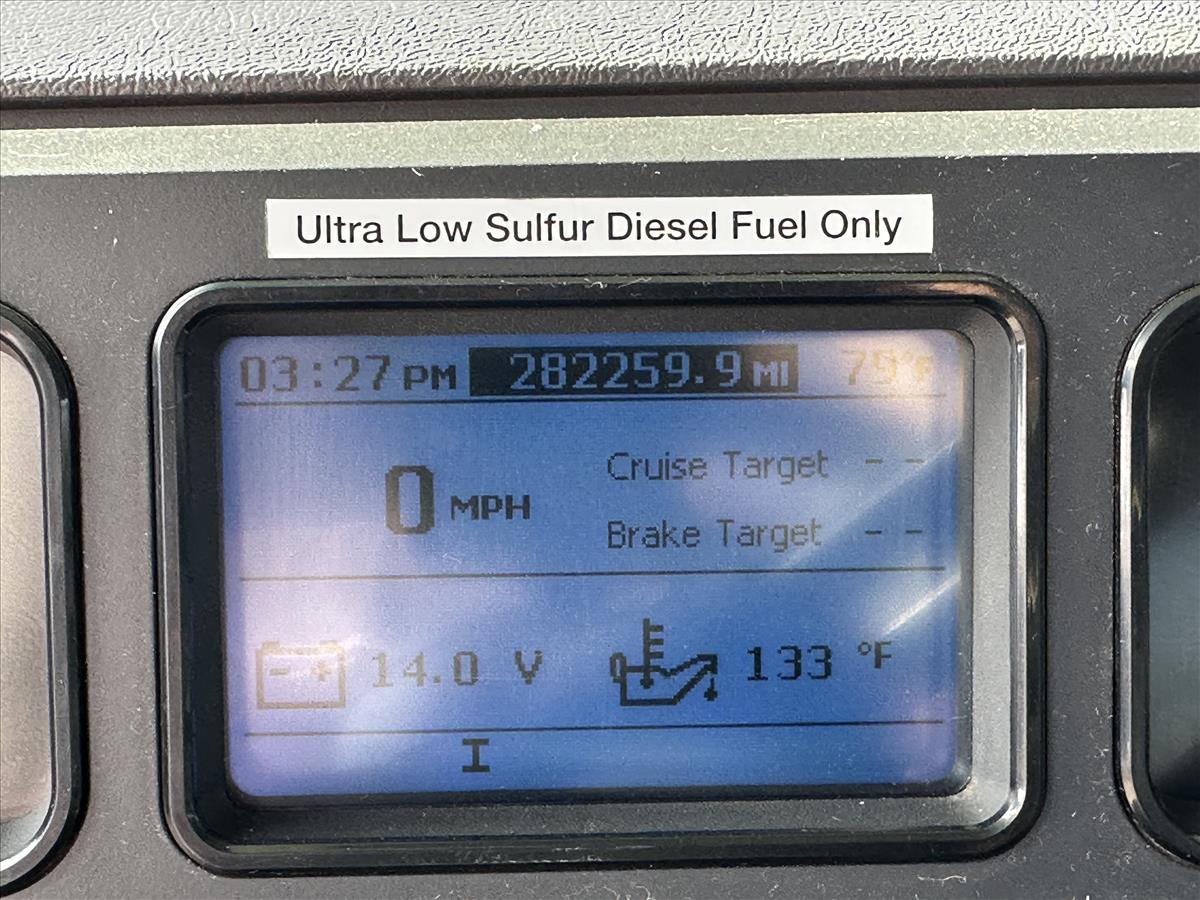 Ultra Low Sulfur Diesel Fuel Only
03:27 PM 282259.9 MI 79°F
Cruise Target - -
0 MPH
Brake Target - -
- + 14.0 V 133 °F
I